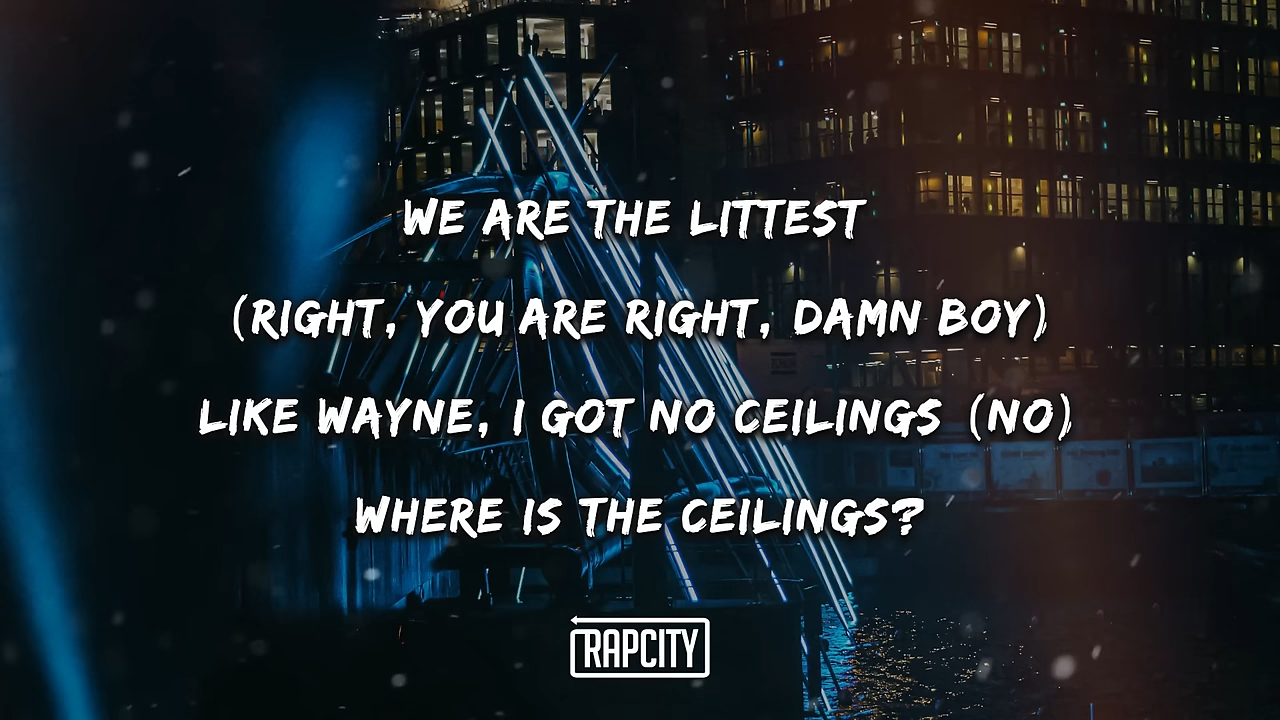 WE ARE THE LITTEST
(RIGHT, YOU ARE RIGHT, DAMN BOY)
LIKE WAYNE, I GOT NO CEILINGS (NO)
WHERE IS THE CEILINGS?
RAPCITY